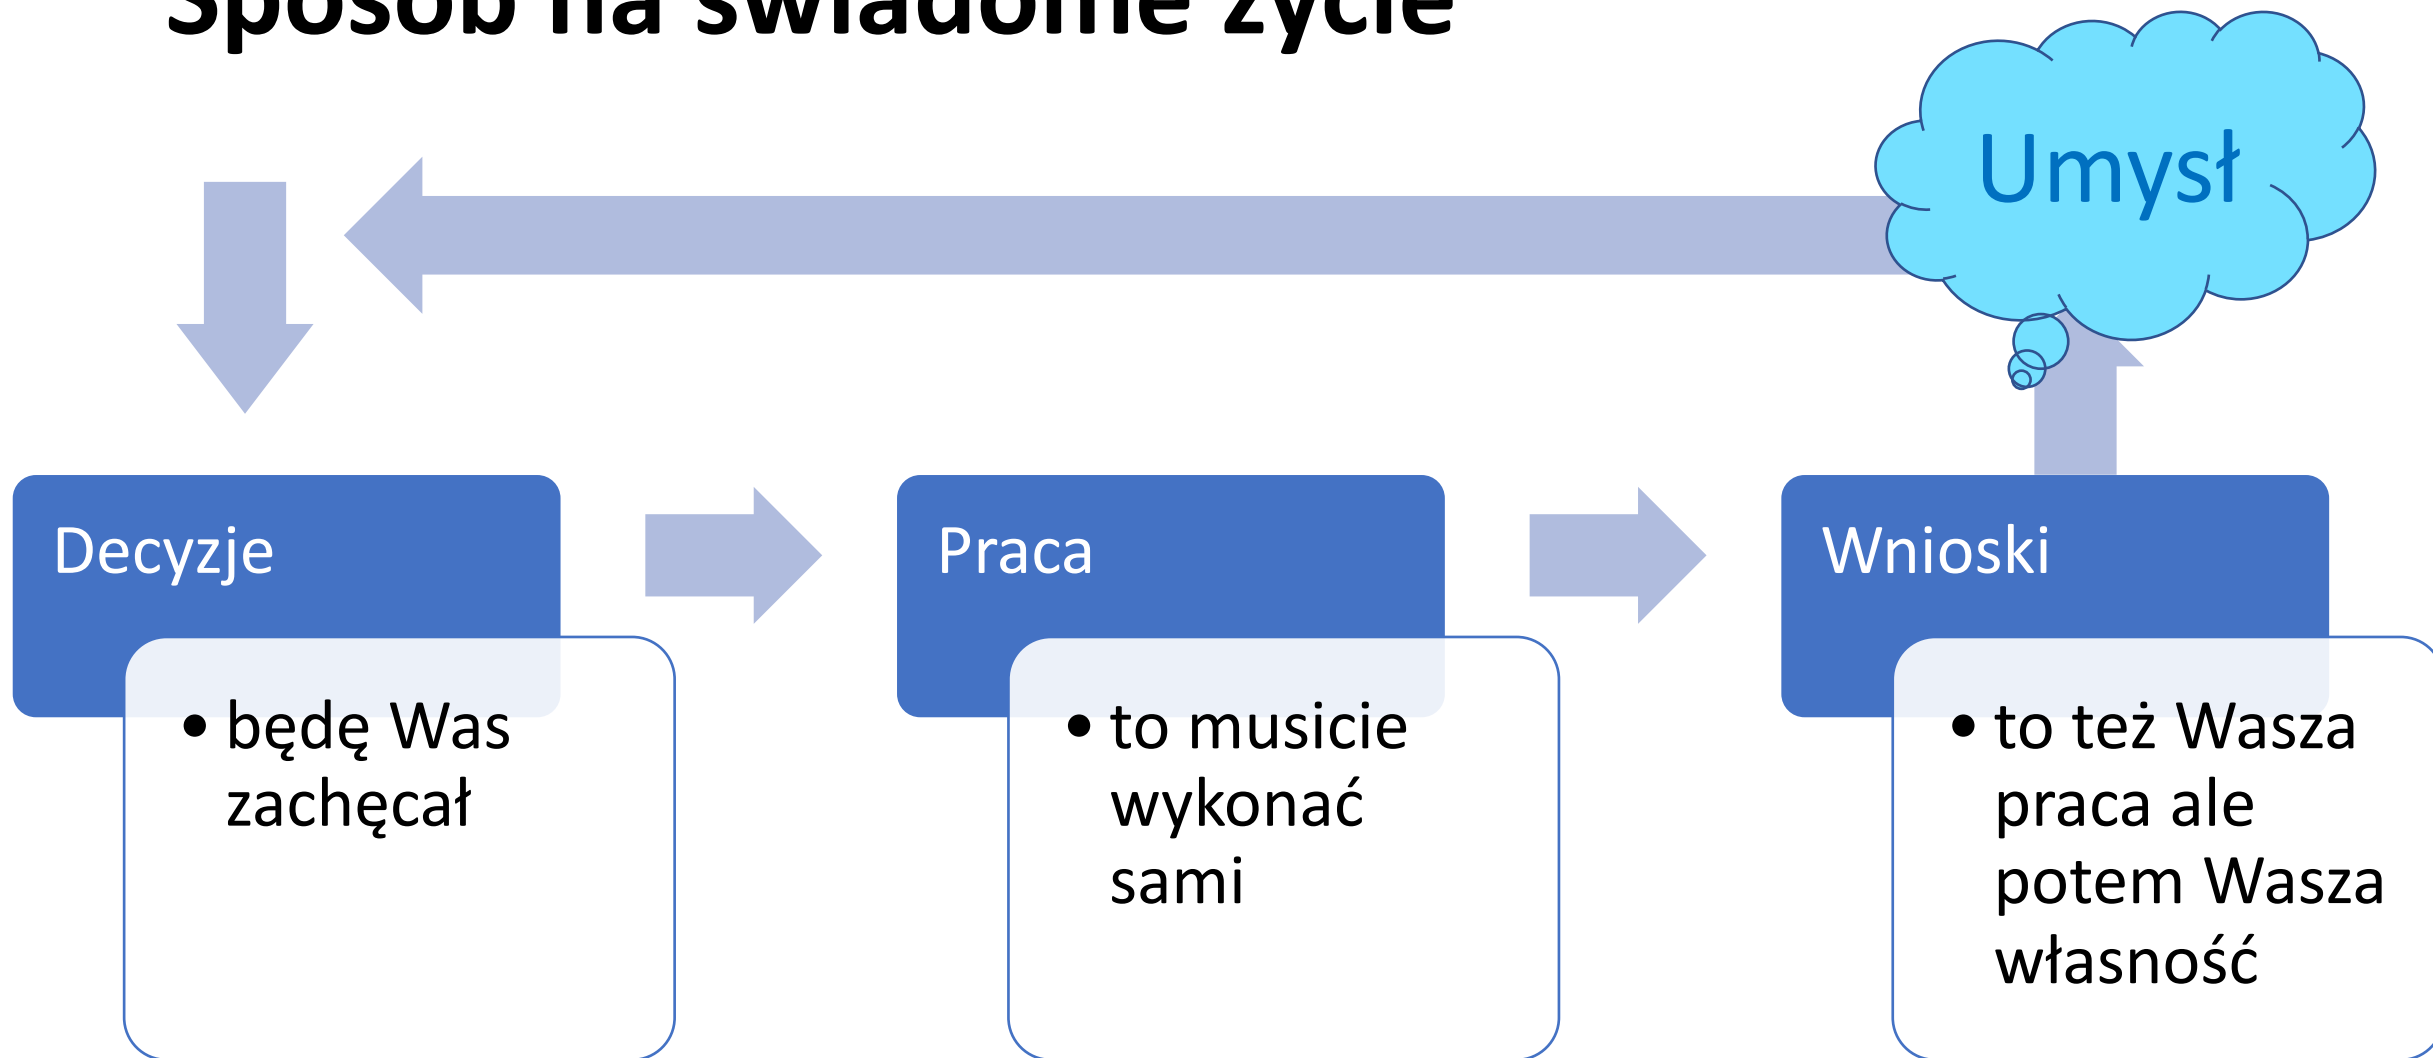 Sposób na świadome życie
Umysł
Decyzje
• będę Was
zachęcał
Praca
• to musicie
wykonać
sami
Wnioski
• to też Wasza
praca ale
potem Wasza
własność